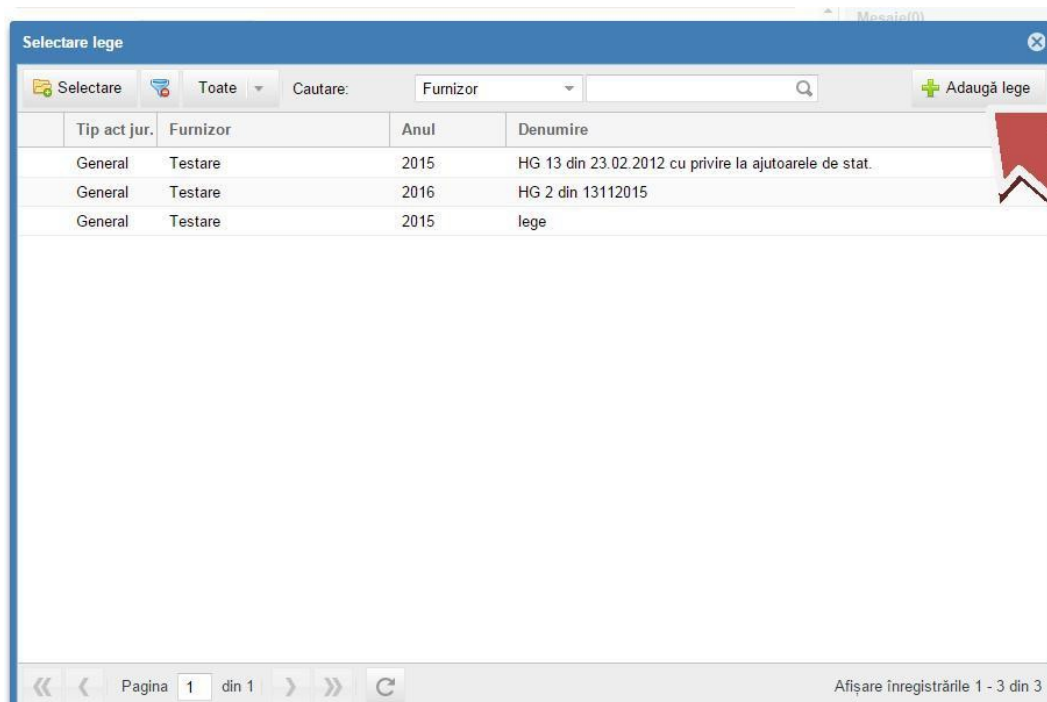 Mesaje(0)
Selectare lege
Selectare Toate Cautare: Furnizor Adaugă lege
Tip act jur. Furnizor Anul Denumire
General Testare 2015 HG 13 din 23.02.2012 cu privire la ajutoarele de stat.
General Testare 2016 HG 2 din 13112015
General Testare 2015 lege
Pagina 1 din 1 Afișare înregistrările 1 - 3 din 3